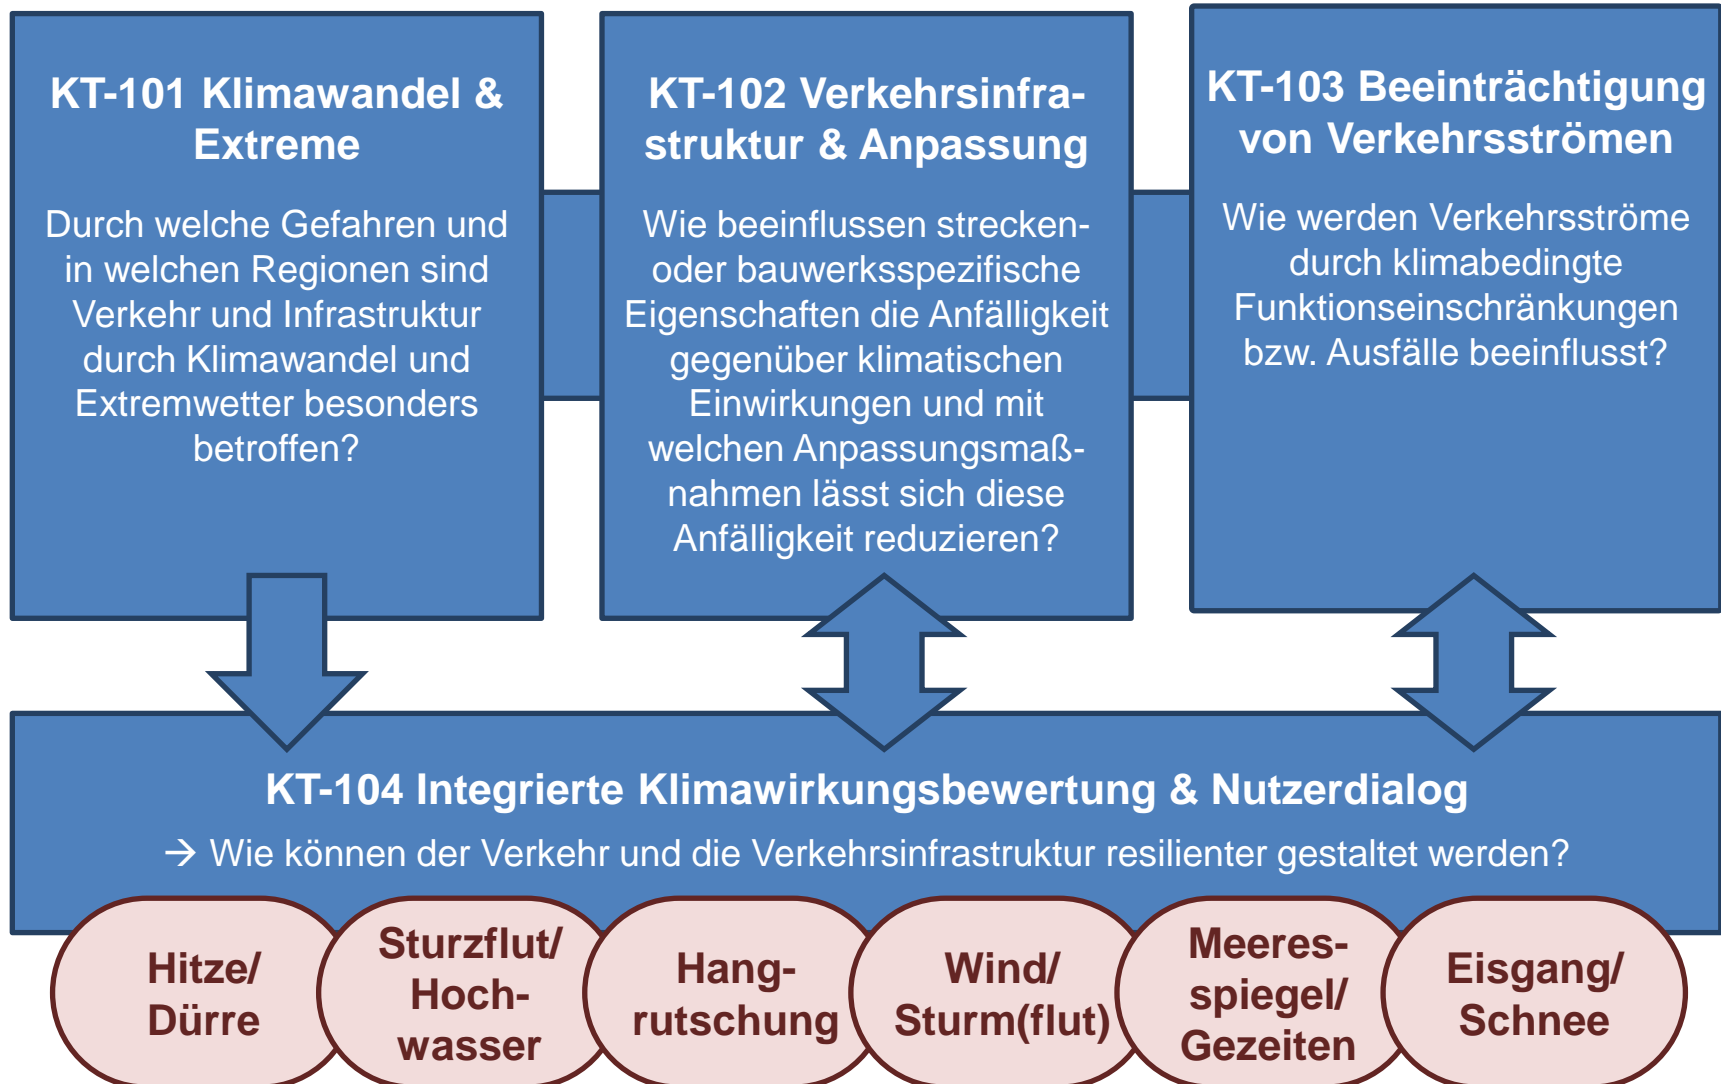 KT-101 Klimawandel &
Extreme
Durch welche Gefahren und
in welchen Regionen sind
Verkehr und Infrastruktur
durch Klimawandel und
Extremwetter besonders
betroffen?
KT-102 Verkehrsinfra-
struktur & Anpassung
Wie beeinflussen strecken-
oder bauwerksspezifische
Eigenschaften die Anfälligkeit
gegenüber klimatischen
Einwirkungen und mit
welchen Anpassungsmaß-
nahmen lässt sich diese
Anfälligkeit reduzieren?
KT-103 Beeinträchtigung
von Verkehrsströmen
Wie werden Verkehrsströme
durch klimabedingte
Funktionseinschränkungen
bzw. Ausfälle beeinflusst?
KT-104 Integrierte Klimawirkungsbewertung & Nutzerdialog
→ Wie können der Verkehr und die Verkehrsinfrastruktur resilienter gestaltet werden?
Hitze/
Dürre
Sturzflut/
Hoch-
wasser
Hang-
rutschung
Wind/
Sturm(flut)
Meeres-
spiegel/
Gezeiten
Eisgang/
Schnee